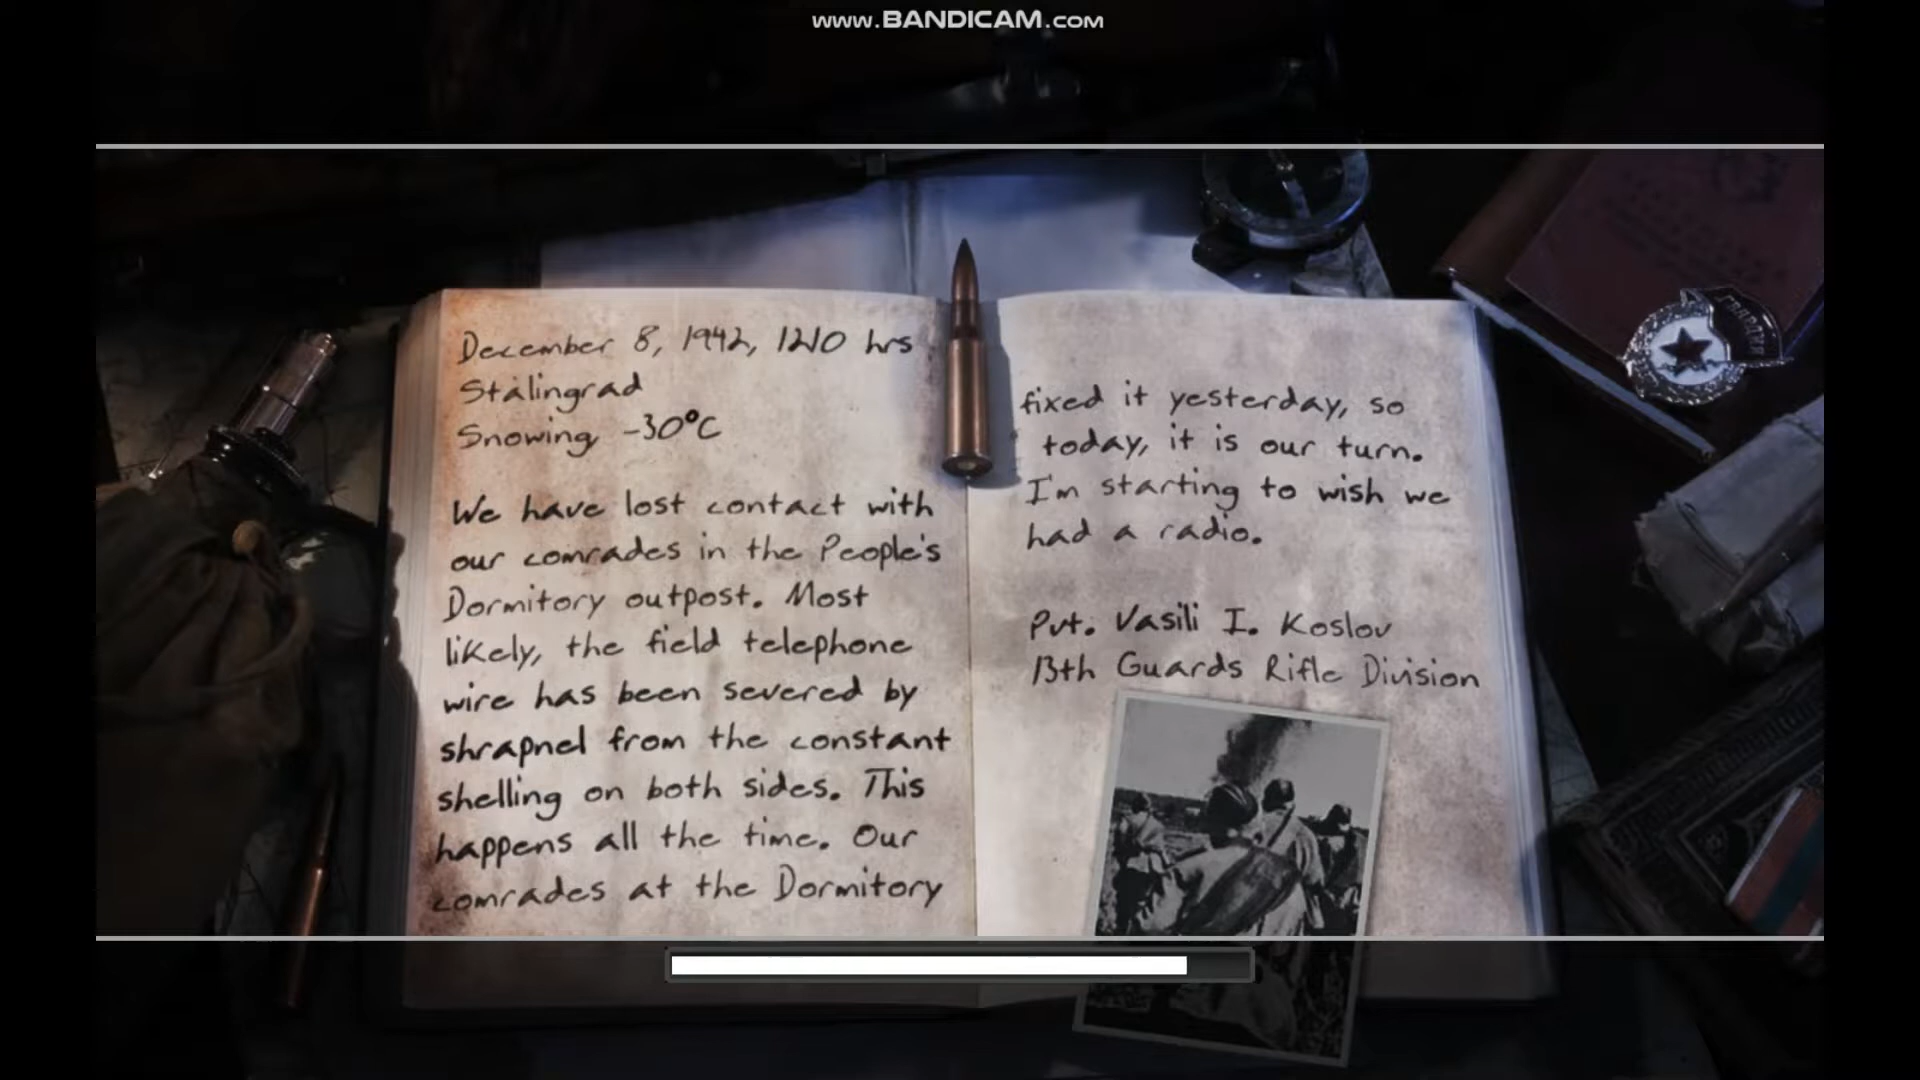 www.BANDICAM.com
December 8, 1942, 1210 hrs
Stalingrad
Snowing, -30°C
We have lost contact with
our comrades in the People's
Dormitory outpost. Most
likely, the field telephone
wire has been severed by
shrapnel from the constant
shelling on both sides. This
happens all the time. Our
comrades at the Dormitory
fixed it yesterday, so
today, it is our turn.
I'm starting to wish we
had a radio.
Pvt. Vasili I. Koslov
13th Guards Rifle Division
ГВАРДИЯ